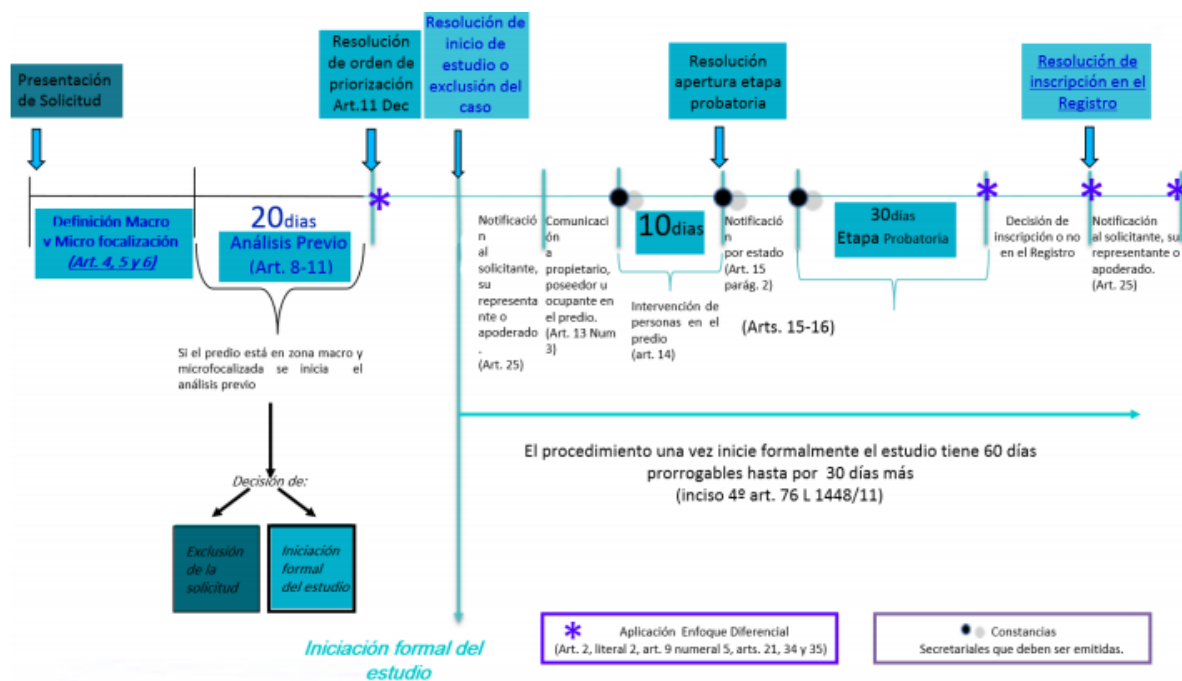 Presentación
de Solicitud
Resolución
de orden de
priorización
Art.11 Dec
Resolución de
inicio de
estudio o
exclusión del
caso
Resolución
apertura etapa
probatoria
Resolución de
inscripción en el
Registro
Definición Macro
v Micro focalización
(Art. 4, 5 y 6)
20dias
Análisis Previo
(Art. 8-11)
Si el predio está en zona macro y
microfocalizada se inicia el
análisis previo
Decisión de:
Exclusión
de la
solicitud
Iniciación
formal
del estudio
Notificació
n
al
solicitante,
su
representa
nte o
apoderado
.
(Art. 25)
Comunicaci
ón
a
propietario,
poseedor u
ocupante en
el predio.
(Art. 13 Num
3)
10dias
Intervención de
personas en el
predio
(art. 14)
Notificació
n
por estado
(Art. 15
parág. 2)
(Arts. 15-16)
30días
Etapa Probatoria
Decisión de
inscripción o no
en el Registro
Notificación
al solicitante, su
representante o
apoderado.
(Art. 25)
El procedimiento una vez inicie formalmente el estudio tiene 60 días
prorrogables hasta por 30 días más
(inciso 4º art. 76 L 1448/11)
Iniciación formal del
estudio
* Aplicación Enfoque Diferencial
(Art. 2, literal 2, art. 9 numeral 5, arts. 21, 34 y 35)
Constancias
Secretariales que deben ser emitidas.